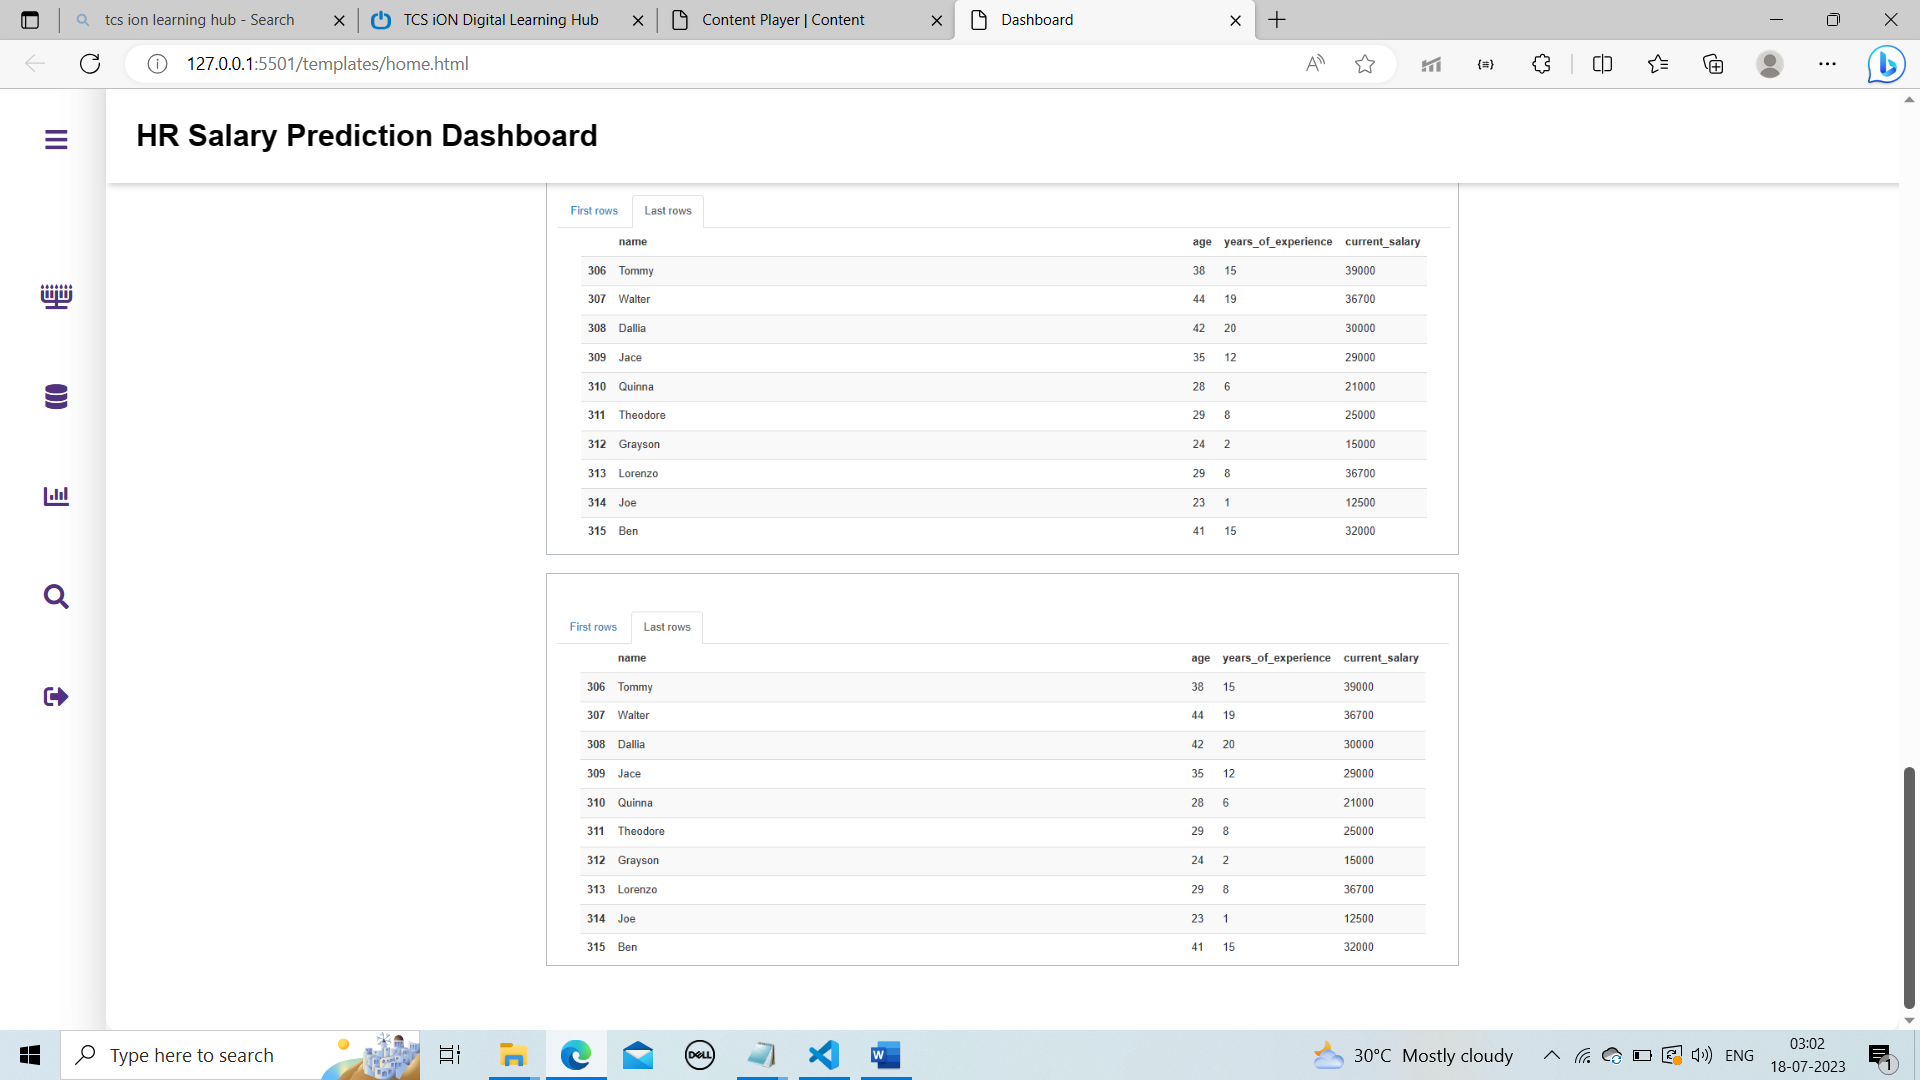 tcs ion learning hub - Search
TCS iON Digital Learning Hub
Content Player | Content
Dashboard
127.0.0.1:5501/templates/home.html
HR Salary Prediction Dashboard
First rows Last rows
name age years_of_experience current_salary
306 Tommy 38 15 39000
307 Walter 44 19 36700
308 Dallia 42 20 30000
309 Jace 35 12 29000
310 Quinna 28 6 21000
311 Theodore 29 8 25000
312 Grayson 24 2 15000
313 Lorenzo 29 8 36700
314 Joe 23 1 12500
315 Ben 41 15 32000
First rows Last rows
name age years_of_experience current_salary
306 Tommy 38 15 39000
307 Walter 44 19 36700
308 Dallia 42 20 30000
309 Jace 35 12 29000
310 Quinna 28 6 21000
311 Theodore 29 8 25000
312 Grayson 24 2 15000
313 Lorenzo 29 8 36700
314 Joe 23 1 12500
315 Ben 41 15 32000
Type here to search
DELL
W
30°C Mostly cloudy
ENG
03:02
18-07-2023
1